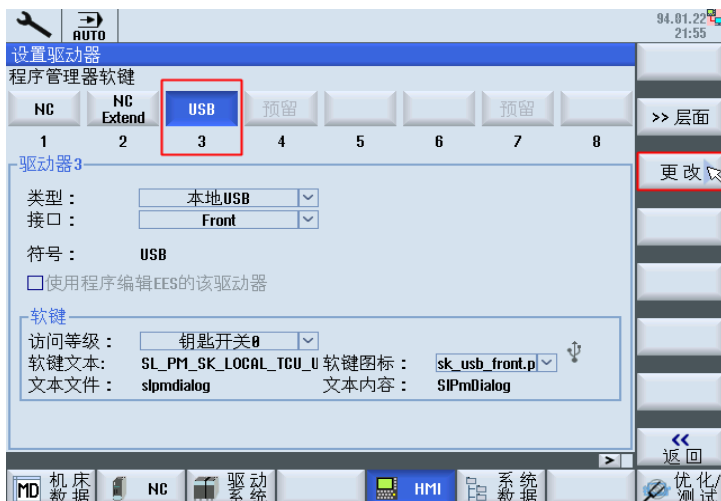 AUTO
94.01.22
21:55
设置驱动器
程序管理器软键
NC
NC Extend
USB
预留
预留
1 2 3 4 5 6 7 8
>> 层面
更改
驱动器3
类型： 本地USB
接口： Front
符号： USB
使用程序编辑EES的该驱动器
软键
访问等级： 钥匙开关0
软键文本: SL_PM_SK_LOCAL_TCU_U 软键图标： sk_usb_front.p
文本文件： slpmdialog 文本内容： SlPmDialog
<<
返回
>
MD 机床数据
NC
驱动系统
HMI
系统数据
优化测试